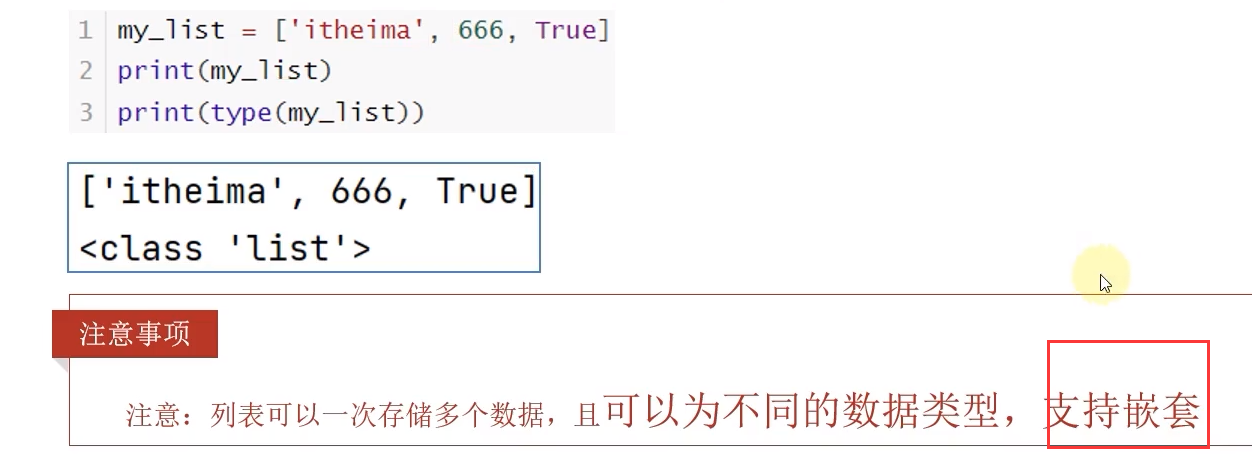 1 my_list = ['itheima', 666, True]
2 print(my_list)
3 print(type(my_list))
['itheima', 666, True]
<class 'list'>
注意事项
注意：列表可以一次存储多个数据，且可以为不同的数据类型，支持嵌套